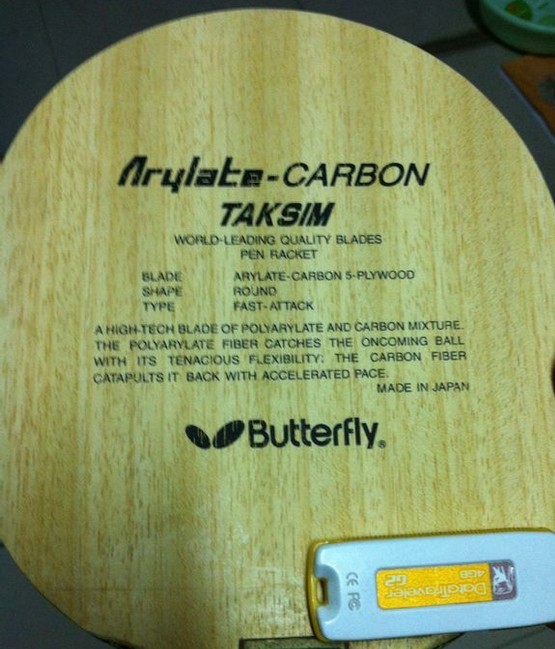 Arylate-CARBON
TAKSIM
WORLD-LEADING QUALITY BLADES
PEN RACKET
BLADE ARYLATE-CARBON 5-PLYWOOD
SHAPE ROUND
TYPE FAST-ATTACK
A HIGH-TECH BLADE OF POLYARYLATE AND CARBON MIXTURE.
THE POLYARYLATE FIBER CATCHES THE ONCOMING BALL
WITH ITS TENACIOUS FLEXIBILITY; THE CARBON FIBER
CATAPULTS IT BACK WITH ACCELERATED PACE.
MADE IN JAPAN
Butterfly®
DataTraveler
G2
4GB
CE FC